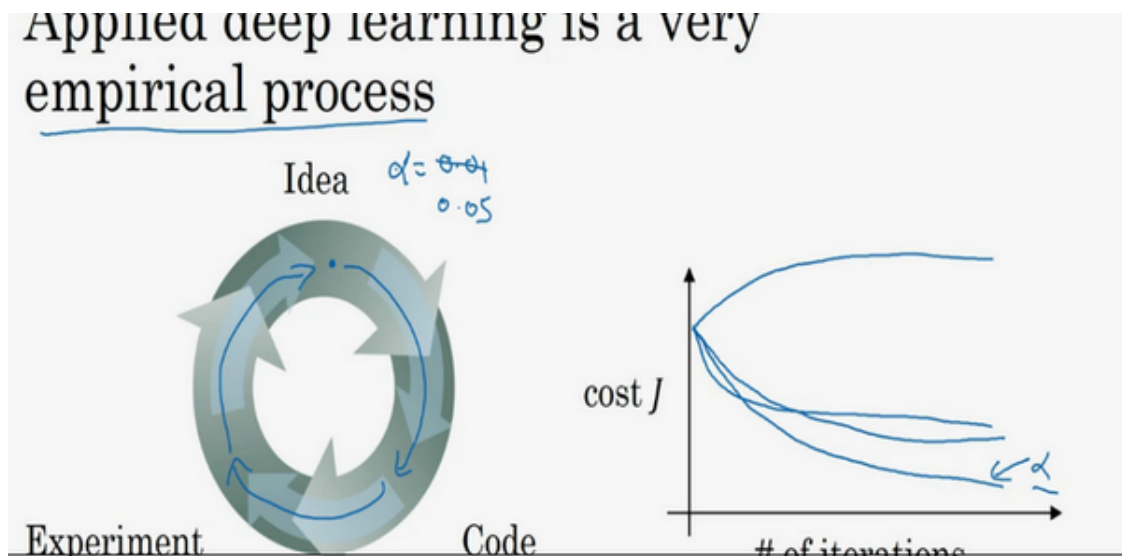 Applied deep learning is a very
empirical process
Idea
α = 0.01
0.05
cost J
α
Experiment
Code
# of iterations